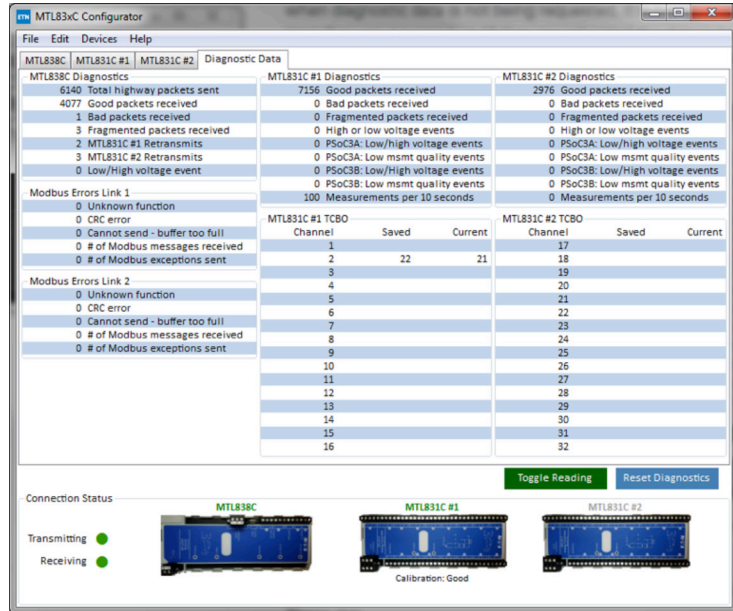 when diagnostic data is not being requested,
ETN MTL83xC Configurator
File Edit Devices Help
MTL838C MTL831C #1 MTL831C #2 Diagnostic Data
MTL838C Diagnostics
6140 Total highway packets sent
4077 Good packets received
1 Bad packets received
3 Fragmented packets received
2 MTL831C #1 Retransmits
3 MTL831C #2 Retransmits
0 Low/High voltage event
Modbus Errors Link 1
0 Unknown function
0 CRC error
0 Cannot send - buffer too full
0 # of Modbus messages received
0 # of Modbus exceptions sent
Modbus Errors Link 2
0 Unknown function
0 CRC error
0 Cannot send - buffer too full
0 # of Modbus messages received
0 # of Modbus exceptions sent
MTL831C #1 Diagnostics
7156 Good packets received
0 Bad packets received
0 Fragmented packets received
0 High or low voltage events
0 PSoC3A: Low/high voltage events
0 PSoC3A: Low msmt quality events
0 PSoC3B: Low/High voltage events
0 PSoC3B: Low msmt quality events
100 Measurements per 10 seconds
MTL831C #1 TCBO
Channel Saved Current
1
2 22 21
3
4
5
6
7
8
9
10
11
12
13
14
15
16
MTL831C #2 Diagnostics
2976 Good packets received
0 Bad packets received
0 Fragmented packets received
0 High or low voltage events
0 PSoC3A: Low/high voltage events
0 PSoC3A: Low msmt quality events
0 PSoC3B: Low/High voltage events
0 PSoC3B: Low msmt quality events
0 Measurements per 10 seconds
MTL831C #2 TCBO
Channel Saved Current
17
18
19
20
21
22
23
24
25
26
27
28
29
30
31
32
Toggle Reading Reset Diagnostics
Connection Status
Transmitting
Receiving
MTL838C
MTL831C #1
Calibration: Good
MTL831C #2